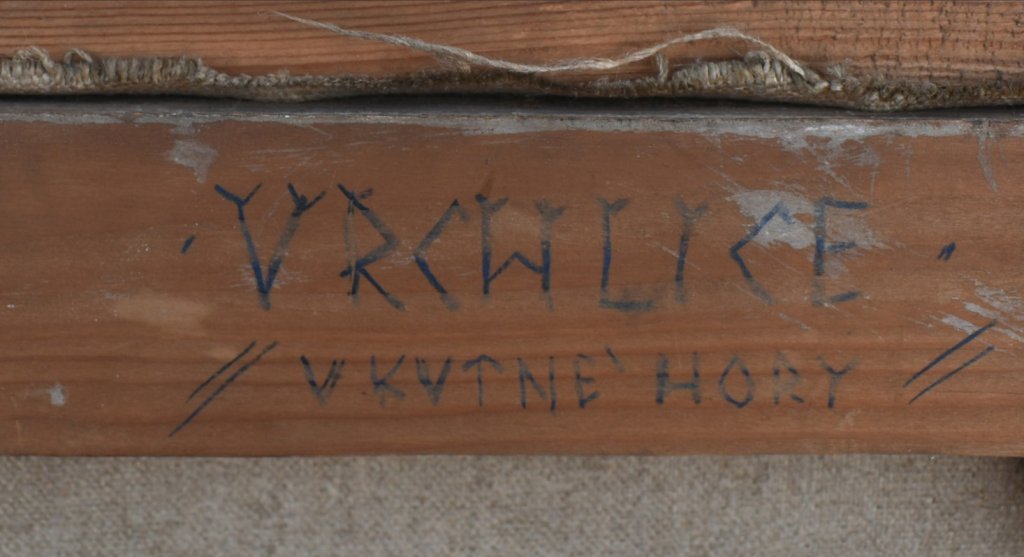 · VRCHLICE ·
// U KUTNÉ HORY //